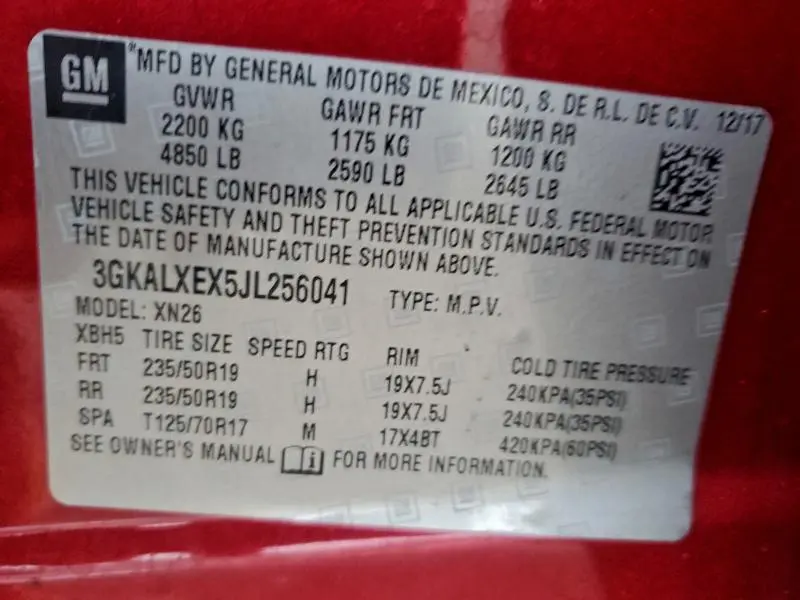 GM
*MFD BY GENERAL MOTORS DE MEXICO, S. DE R.L. DE C.V. 12/17
GVWR GAWR FRT GAWR RR
2200 KG 1175 KG 1200 KG
4850 LB 2590 LB 2645 LB
THIS VEHICLE CONFORMS TO ALL APPLICABLE U.S. FEDERAL MOTOR
VEHICLE SAFETY AND THEFT PREVENTION STANDARDS IN EFFECT ON
THE DATE OF MANUFACTURE SHOWN ABOVE.
3GKALXEX5JL256041 TYPE: M.P.V.
MODEL: XN26
XBH5 TIRE SIZE SPEED RTG RIM COLD TIRE PRESSURE
FRT 235/50R19 H 19X7.5J 240KPA(35PSI)
RR 235/50R19 H 19X7.5J 240KPA(35PSI)
SPA T125/70R17 M 17X4BT 420KPA(60PSI)
SEE OWNER'S MANUAL i FOR MORE INFORMATION.